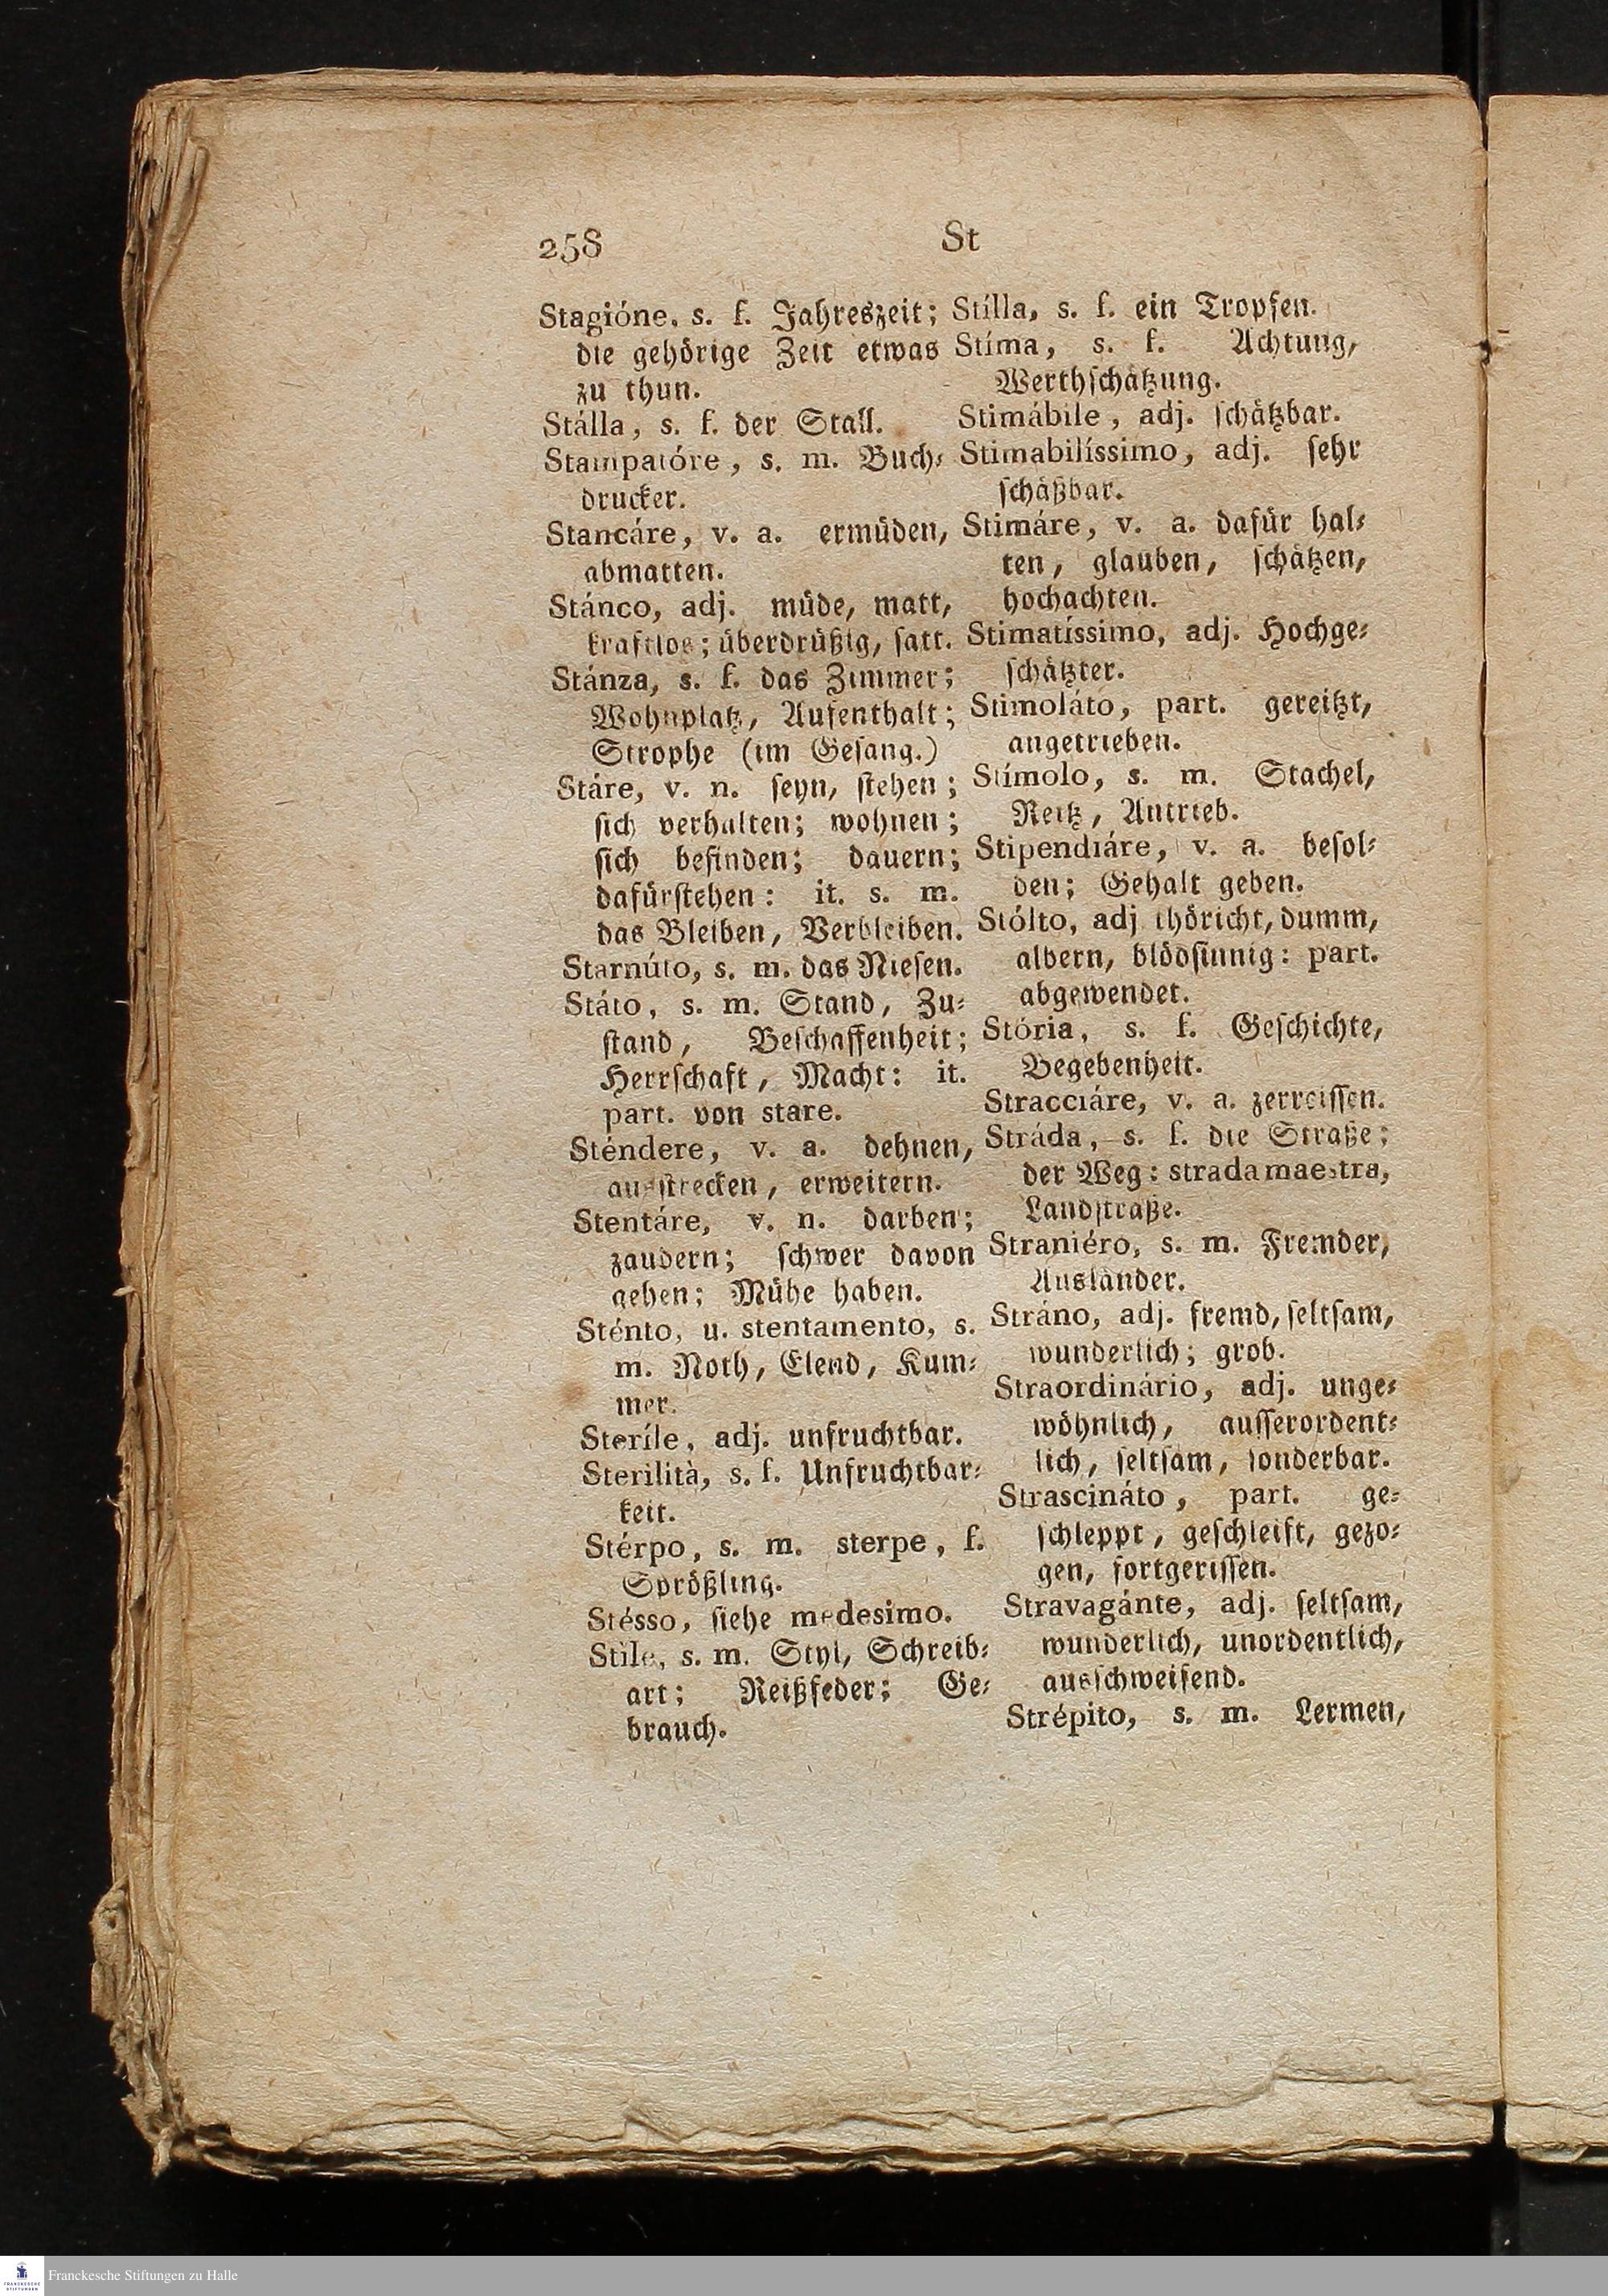 258
St
Stagióne, s. f. Jahreszeit;
die gehörige Zeit etwas
zu thun.
Stálla, s. f. der Stall.
Stampatóre, s. m. Buch⸗
drucker.
Stancáre, v. a. ermüden,
abmatten.
Stánco, adj. müde, matt,
kraftlos; überdrüßig, satt.
Stánza, s. f. das Zimmer;
Wohnplatz, Aufenthalt;
Strophe (im Gesang.)
Stáre, v. n. seyn, stehen;
sich verhalten; wohnen;
sich befinden; dauern;
dafürstehen: it. s. m.
das Bleiben, Verbleiben.
Starnúto, s. m. das Niesen.
Státo, s. m. Stand, Zu⸗
stand, Beschaffenheit;
Herrschaft, Macht: it.
part. von stare.
Sténdere, v. a. dehnen,
ausstrecken, erweitern.
Stentáre, v. n. darben;
zaudern; schwer davon
gehen; Mühe haben.
Sténto, u. stentamento, s.
m. Noth, Elend, Kum⸗
mer.
Steríle, adj. unfruchtbar.
Sterilità, s. f. Unfruchtbar⸗
keit.
Stérpo, s. m. sterpe, f.
Sprößling.
Stésso, siehe medesimo.
Stile, s. m. Styl, Schreib⸗
art; Reißfeder; Ge⸗
brauch.
Stílla, s. f. ein Tropfen.
Stíma, s. f. Achtung,
Werthschätzung.
Stimábile, adj. schätzbar.
Stimabilíssimo, adj. sehr
schäßbar.
Stimáre, v. a. dafür hal⸗
ten, glauben, schätzen,
hochachten.
Stimatíssimo, adj. Hochge⸗
schätzter.
Stimoláto, part. gereitzt,
angetrieben.
Stímolo, s. m. Stachel,
Reitz, Antrieb.
Stipendiáre, v. a. besol⸗
den; Gehalt geben.
Stólto, adj thöricht, dumm,
albern, blödsinnig: part.
abgewendet.
Stória, s. f. Geschichte,
Begebenheit.
Stracciáre, v. a. zerreissen.
Stráda, s. f. die Straße;
der Weg: strada maestra,
Landstraße.
Straniéro, s. m. Fremder,
Ausländer.
Stráno, adj. fremd, seltsam,
wunderlich; grob.
Straordinário, adj. unge⸗
wöhnlich, ausserordent⸗
lich, seltsam, sonderbar.
Strascináto, part. ge⸗
schleppt, geschleift, gezo⸗
gen, fortgerissen.
Stravagánte, adj. seltsam,
wunderlich, unordentlich,
ausschweifend.
Strépito, s. m. Lermen,
FRANCKESCHE
STIFTUNGEN
Franckesche Stiftungen zu Halle